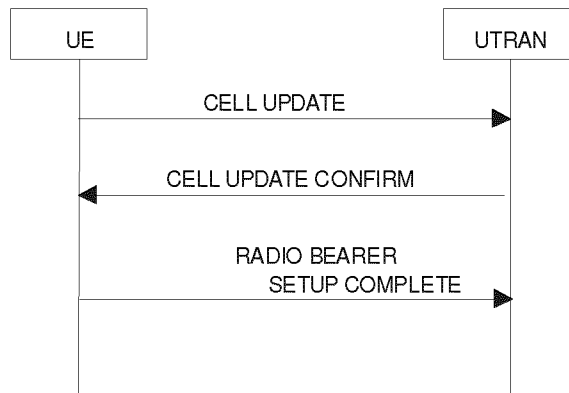 UE
UTRAN
CELL UPDATE
CELL UPDATE CONFIRM
RADIO BEARER
SETUP COMPLETE